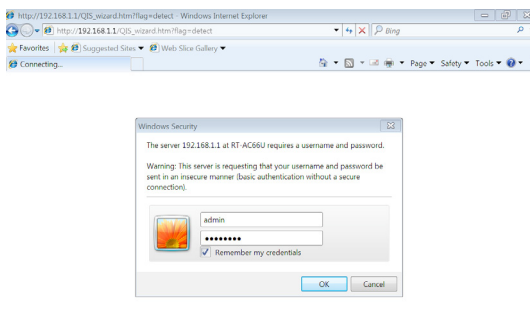 http://192.168.1.1/QIS_wizard.htm?flag=detect - Windows Internet Explorer
http://192.168.1.1/QIS_wizard.htm?flag=detect
Bing
Favorites Suggested Sites Web Slice Gallery
Connecting... Page Safety Tools
Windows Security
The server 192.168.1.1 at RT-AC66U requires a username and password.
Warning: This server is requesting that your username and password be
sent in an insecure manner (basic authentication without a secure
connection).
admin
••••••••
Remember my credentials
OK Cancel